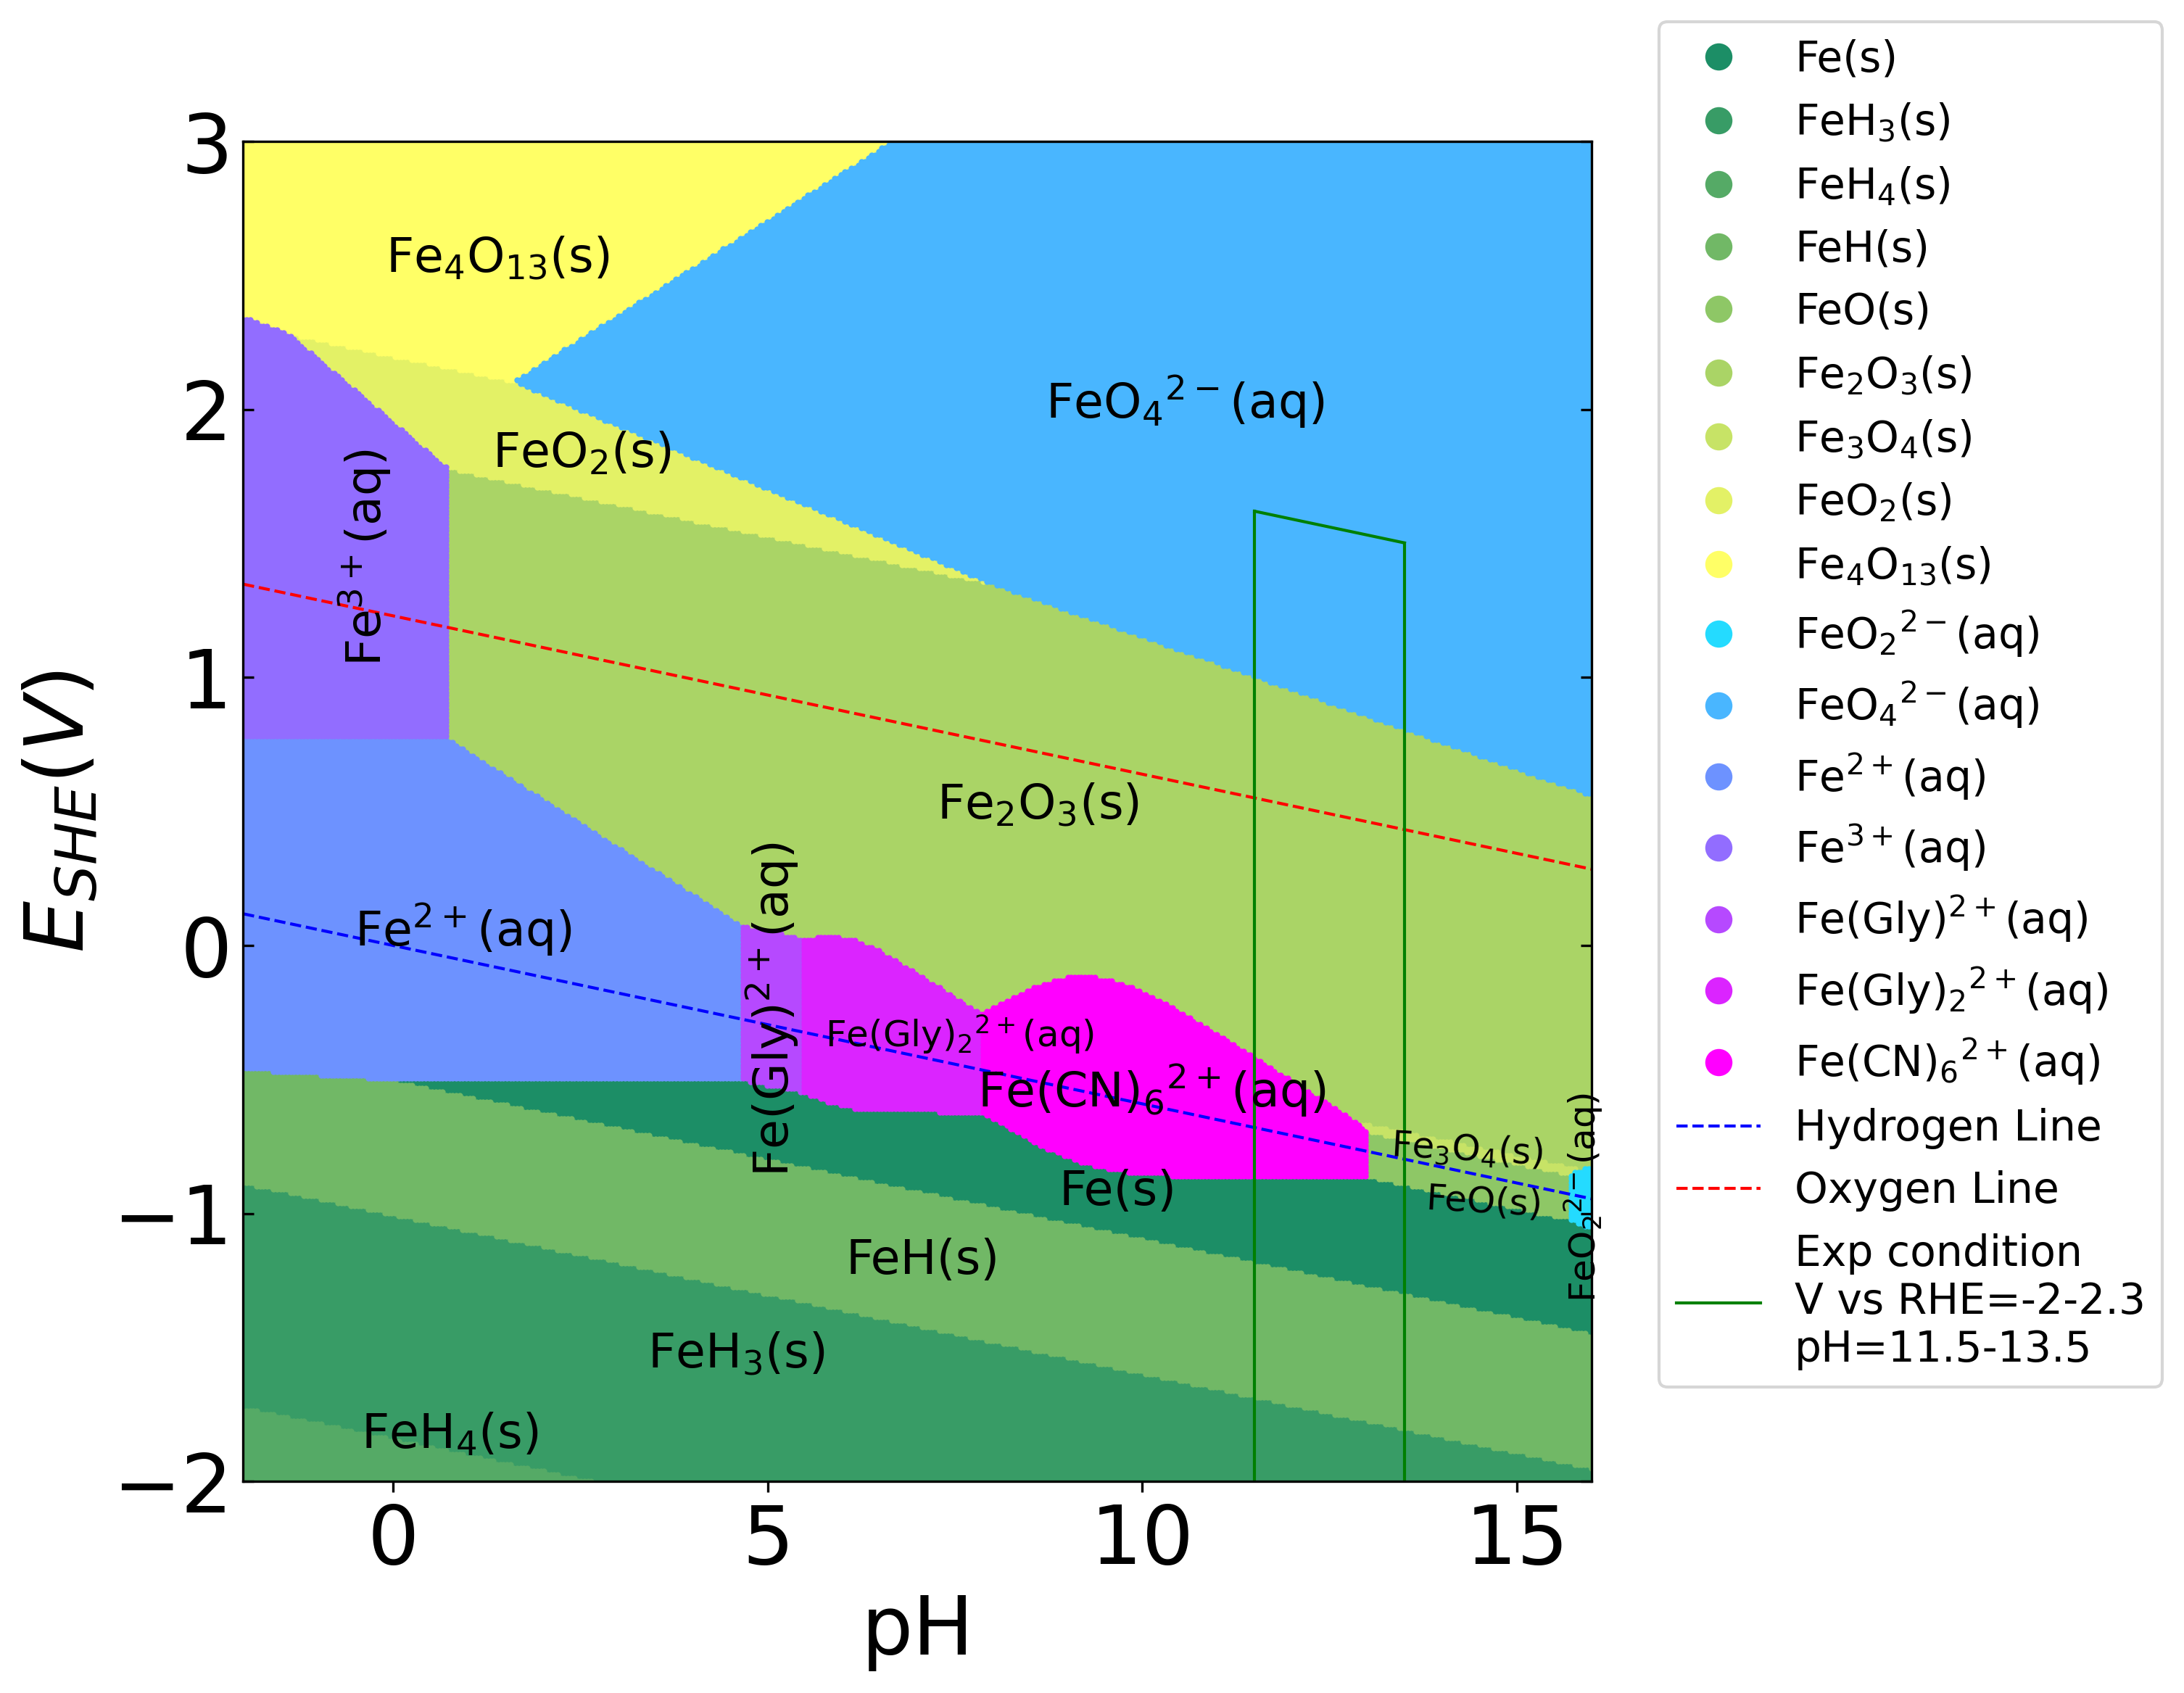 3
2
1
0
−1
−2
E_SHE(V)
0
5
10
15
pH
Fe₄O₁₃(s)
FeO₄²⁻(aq)
FeO₂(s)
Fe³⁺(aq)
Fe₂O₃(s)
Fe²⁺(aq)
Fe(Gly)²⁺(aq)
Fe(Gly)₂²⁺(aq)
Fe(CN)₆²⁺(aq)
Fe₃O₄(s)
Fe(s)
FeO(s)
FeO₂²⁻(aq)
FeH(s)
FeH₃(s)
FeH₄(s)
Fe(s)
FeH₃(s)
FeH₄(s)
FeH(s)
FeO(s)
Fe₂O₃(s)
Fe₃O₄(s)
FeO₂(s)
Fe₄O₁₃(s)
FeO₂²⁻(aq)
FeO₄²⁻(aq)
Fe²⁺(aq)
Fe³⁺(aq)
Fe(Gly)²⁺(aq)
Fe(Gly)₂²⁺(aq)
Fe(CN)₆²⁺(aq)
Hydrogen Line
Oxygen Line
Exp condition
V vs RHE=-2-2.3
pH=11.5-13.5